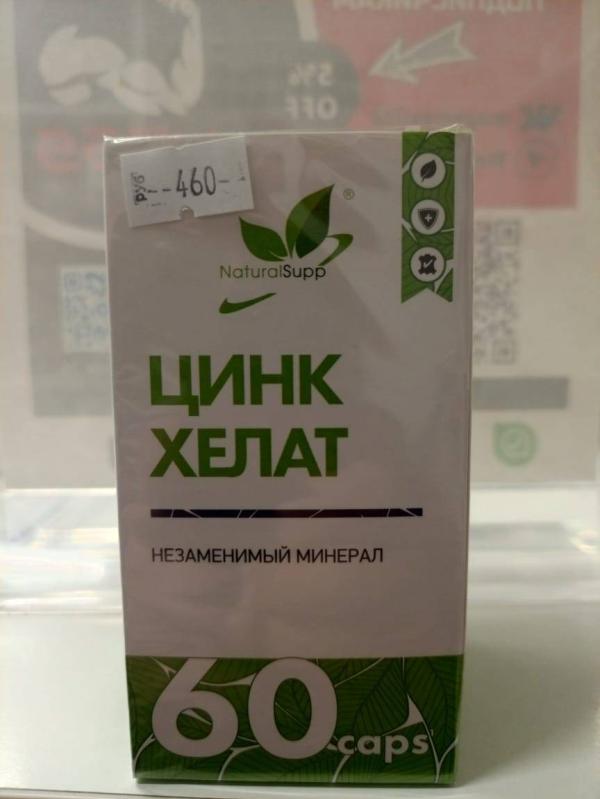 5%
OFF
руб
--460-
NaturalSupp®
ЦИНК
ХЕЛАТ
НЕЗАМЕНИМЫЙ МИНЕРАЛ
60 caps